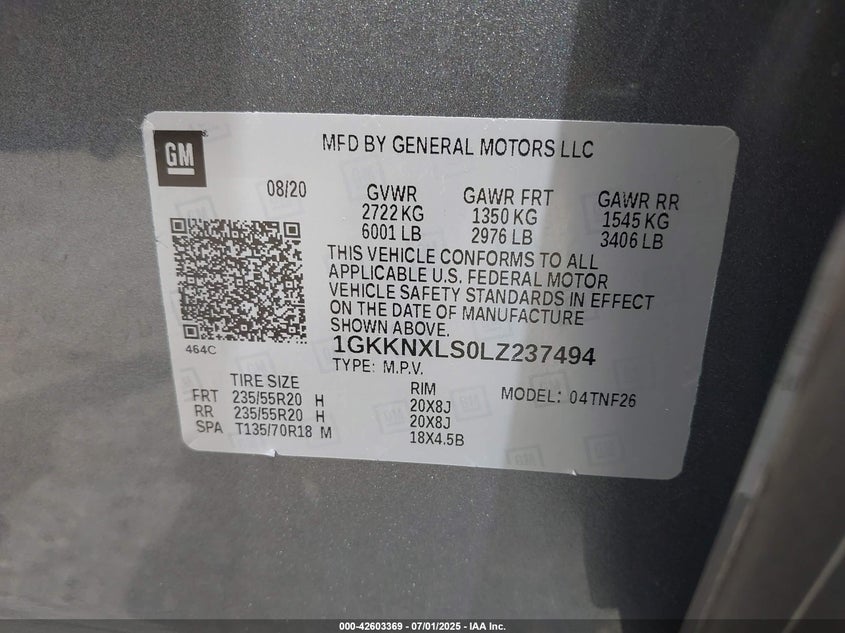 GM
MFD BY GENERAL MOTORS LLC
08/20
GVWR GAWR FRT GAWR RR
2722 KG 1350 KG 1545 KG
6001 LB 2976 LB 3406 LB
THIS VEHICLE CONFORMS TO ALL
APPLICABLE U.S. FEDERAL MOTOR
VEHICLE SAFETY STANDARDS IN EFFECT
ON THE DATE OF MANUFACTURE
SHOWN ABOVE.
464C
1GKKNXLS0LZ237494
TYPE: M.P.V.
TIRE SIZE RIM MODEL: 04TNF26
FRT 235/55R20 H 20X8J
RR 235/55R20 H 20X8J
SPA T135/70R18 M 18X4.5B
000-42603369 - 07/01/2025 - IAA Inc.